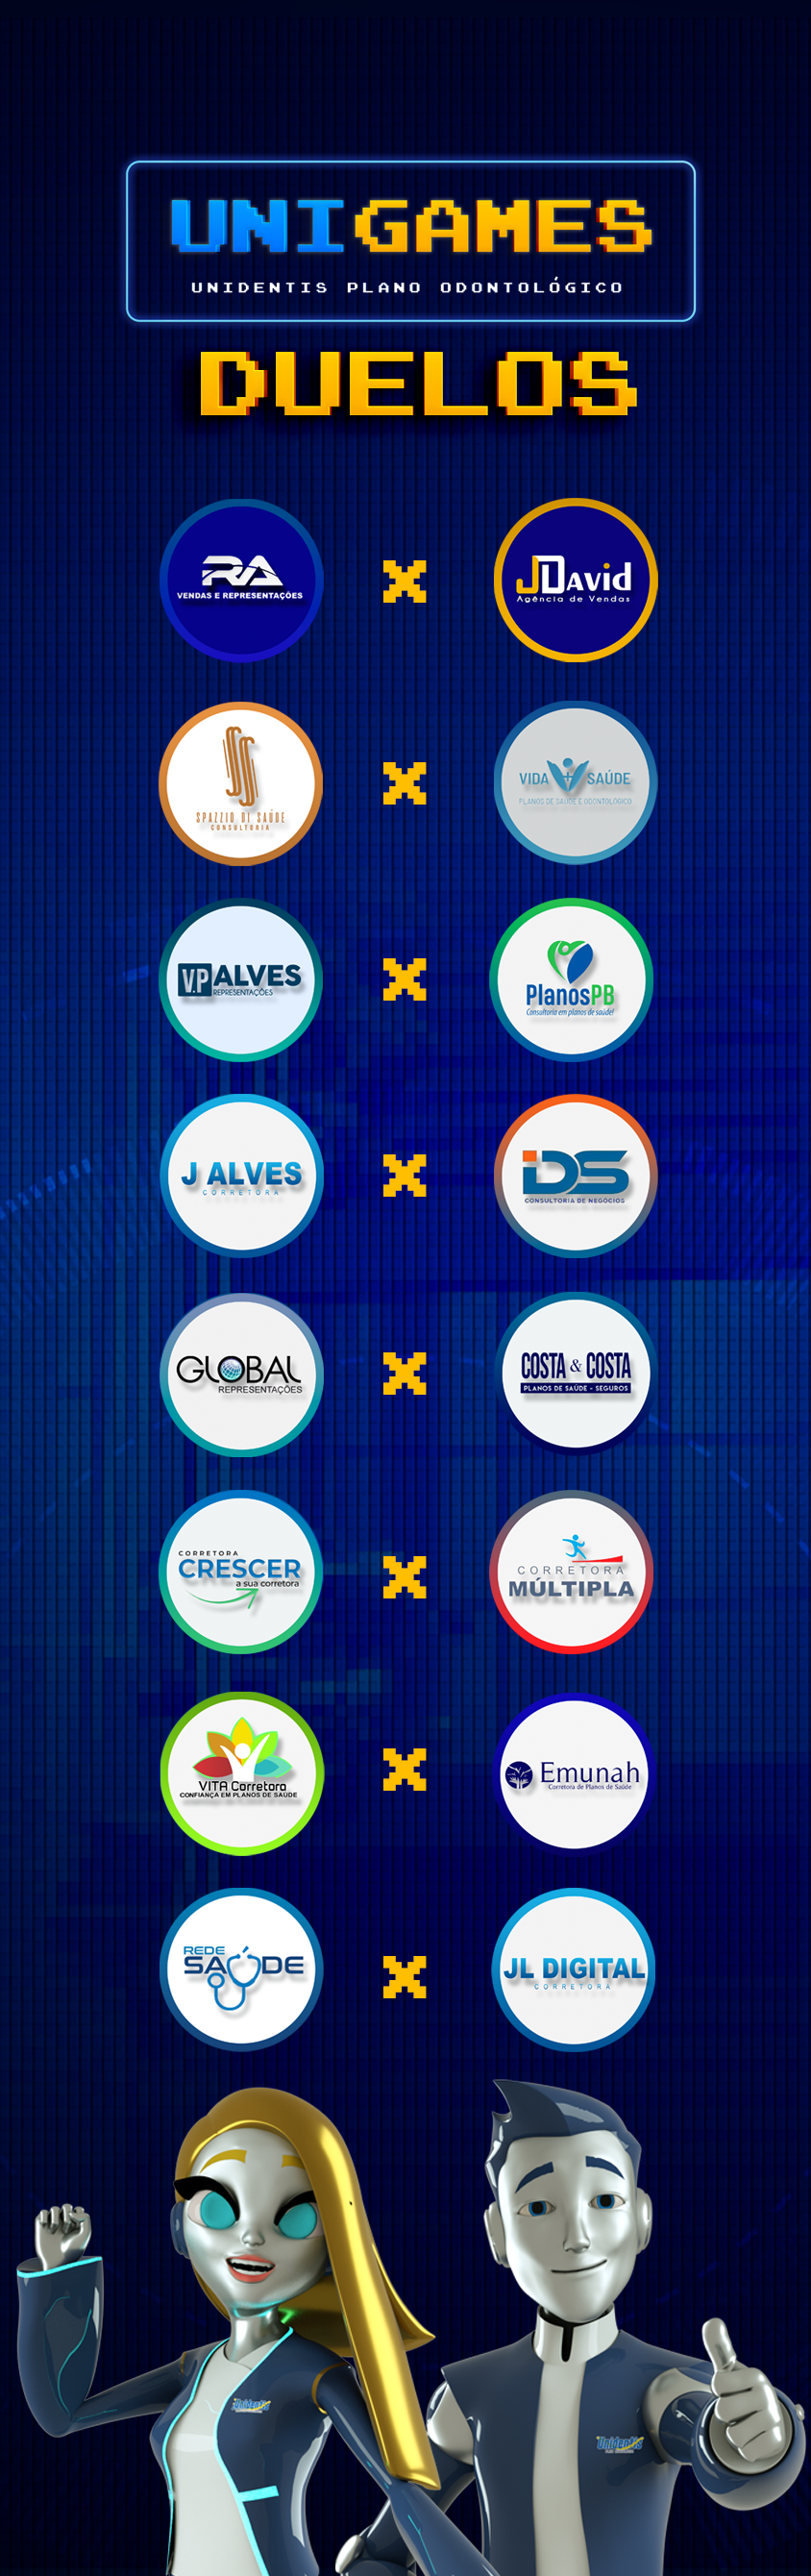 UNIGAMES
UNIDENTIS PLANO ODONTOLÓGICO
DUELOS
RA
VENDAS E REPRESENTAÇÕES
X
JDavid
Agência de Vendas
SPAZZIO DI SAÚDE
CONSULTORIA
X
VIDA SAÚDE
PLANOS DE SAÚDE E ODONTOLÓGICO
V.P ALVES
REPRESENTAÇÕES
X
PlanosPB
Consultoria em planos de saúde!
J ALVES
CORRETORA
X
iDS
CONSULTORIA DE NEGÓCIOS
GLOBAL
REPRESENTAÇÕES
X
COSTA & COSTA
PLANOS DE SAÚDE - SEGUROS
CORRETORA
CRESCER
a sua corretora
X
CORRETORA
MÚLTIPLA
VITA Corretora
CONFIANÇA EM PLANOS DE SAÚDE
X
Emunah
Corretora de Planos de Saúde
REDE
SAÚDE
X
JL DIGITAL
CORRETORA
Unidentis
Unidentis